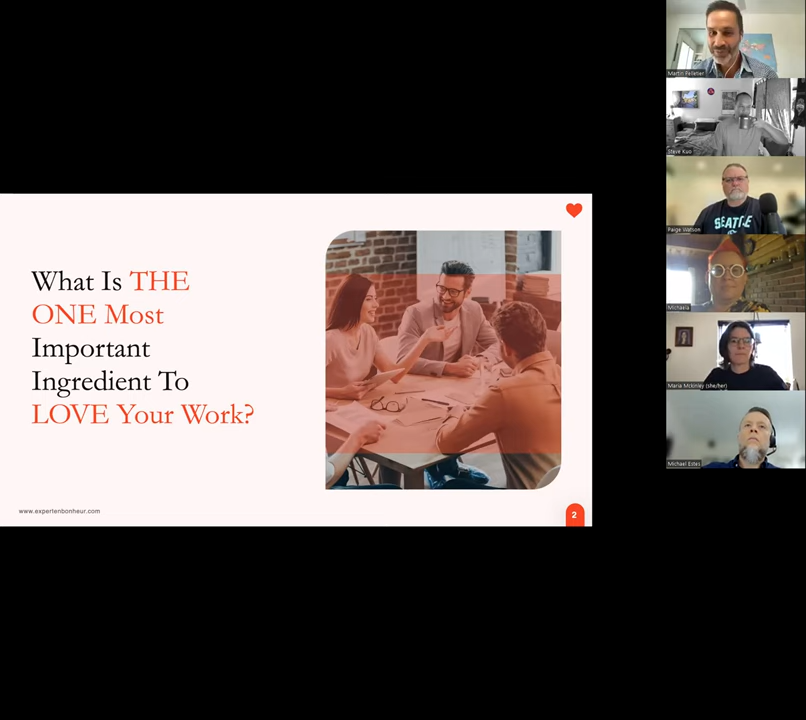 What Is THE
ONE Most
Important
Ingredient To
LOVE Your Work?
www.expertenbonheur.com
2
Martin Pelletier
Steve Kuo
SEATTLE
Paige Watson
Michaela
Maria McKinley (she/her)
Michael Estes